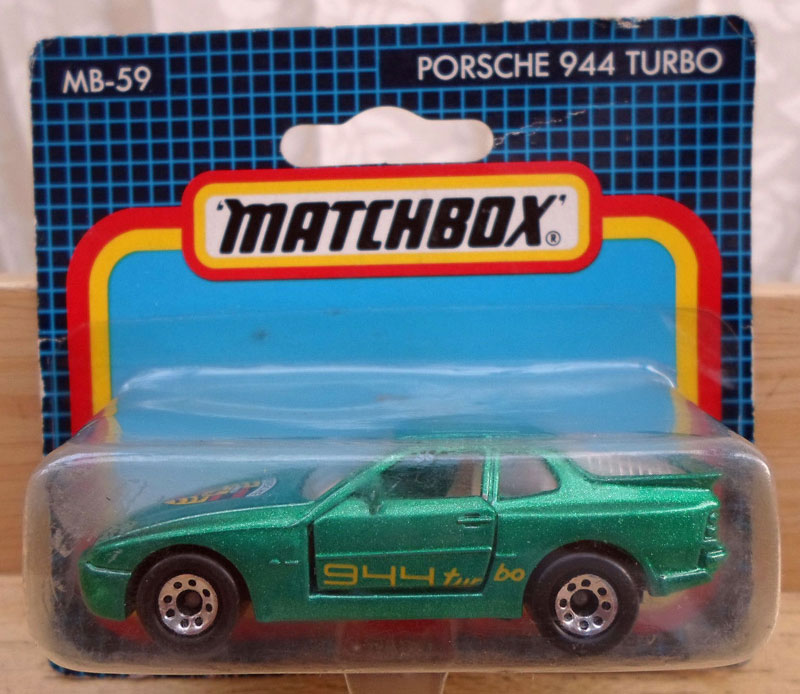 MB-59
PORSCHE 944 TURBO
'MATCHBOX'®
944 turbo